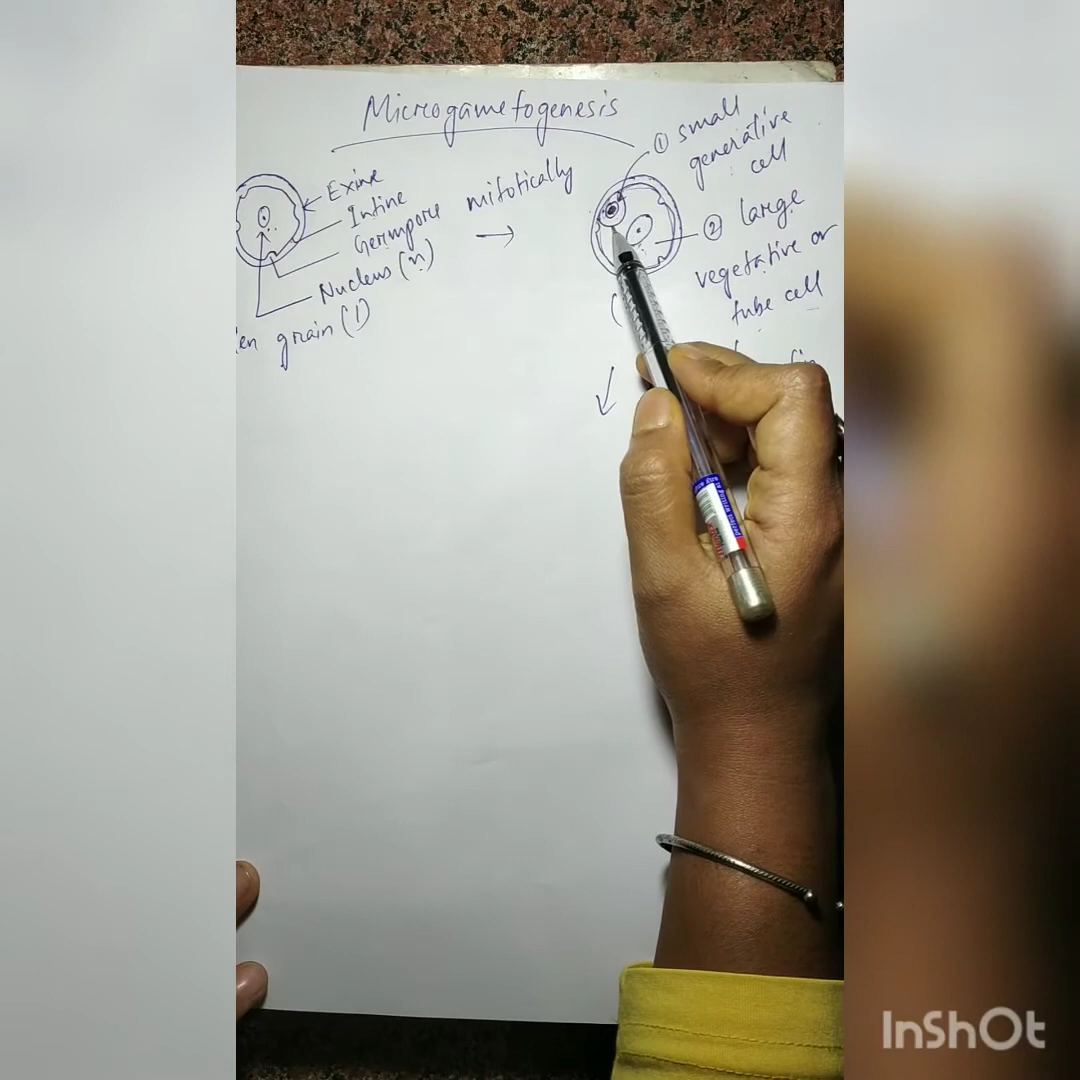 Microgametogenesis
Exine
Intine
Germpore
Nucleus (n)
en grain (1)
mitotically
① small
generative
cell
② large
vegetative or
tube cell
InShOt